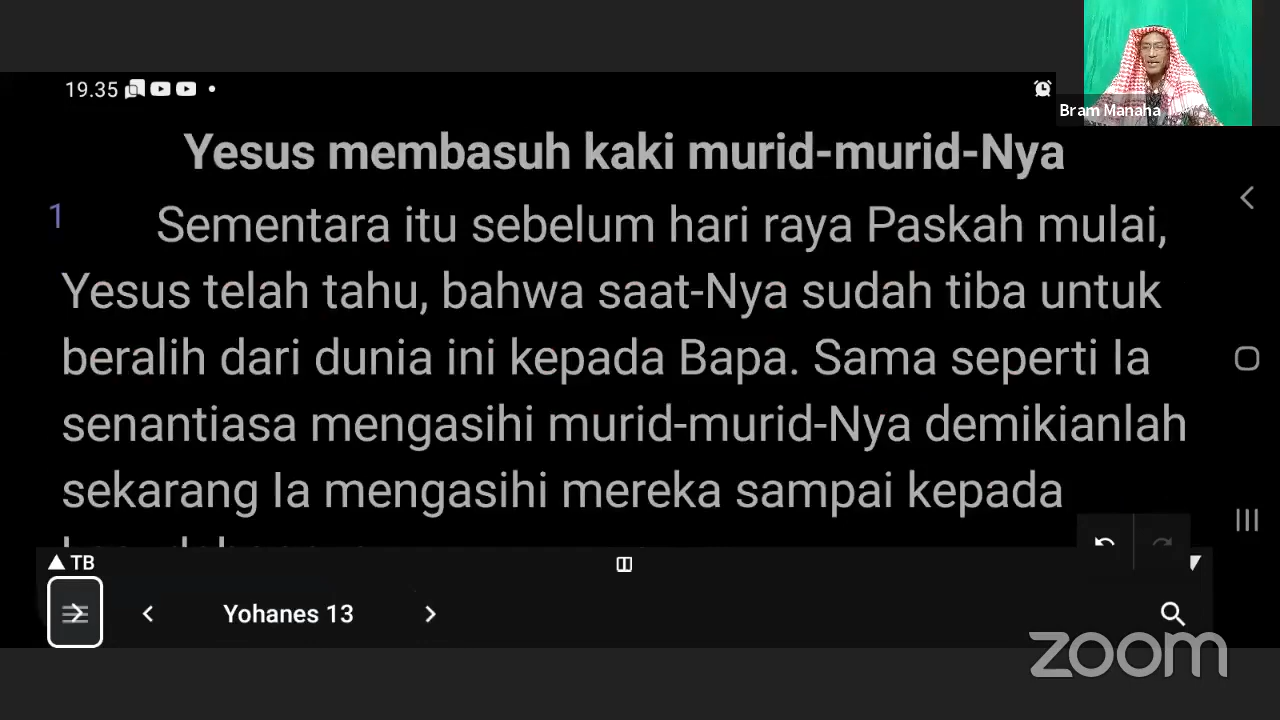 19.35
Bram Manaha
Yesus membasuh kaki murid-murid-Nya
1 Sementara itu sebelum hari raya Paskah mulai,
Yesus telah tahu, bahwa saat-Nya sudah tiba untuk
beralih dari dunia ini kepada Bapa. Sama seperti Ia
senantiasa mengasihi murid-murid-Nya demikianlah
sekarang Ia mengasihi mereka sampai kepada
TB
Yohanes 13
zoom